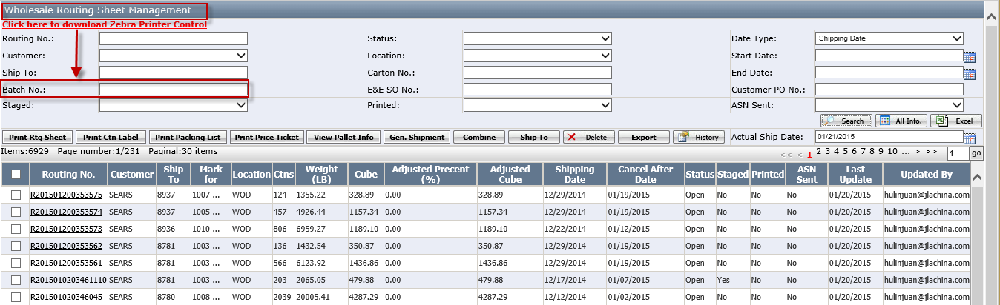 Wholesale Routing Sheet Management
Click here to download Zebra Printer Control
Routing No.: Status: Date Type: Shipping Date
Customer: Location: Start Date:
Ship To: Carton No.: End Date:
Batch No.: E&E SO No.: Customer PO No.:
Staged: Printed: ASN Sent:
Search All Info. Excel
Print Rtg Sheet Print Ctn Label Print Packing List Print Price Ticket View Pallet Info Gen. Shipment Combine Ship To Delete Export History Actual Ship Date: 01/21/2015
Items:6929 Page number:1/231 Paginal:30 items << < 1 2 3 4 5 6 7 8 9 10 ... > >> 1 go
Routing No. Customer Ship To Mark for Location Ctns Weight (LB) Cube Adjusted Precent (%) Adjusted Cube Shipping Date Cancel After Date Status Staged Printed ASN Sent Last Update Updated By
R201501200353575 SEARS 8937 1007 ... WOD 124 1355.22 328.89 0.00 328.89 12/29/2014 01/19/2015 Open No No No 01/20/2015 hulinjuan@jlachina.com
R201501200353574 SEARS 8937 1005 ... WOD 457 4926.44 1157.34 0.00 1157.34 12/29/2014 01/19/2015 Open No No No 01/20/2015 hulinjuan@jlachina.com
R201501200353573 SEARS 8936 1010 ... WOD 806 6959.27 1189.10 0.00 1189.10 12/22/2014 01/12/2015 Open No No No 01/20/2015 hulinjuan@jlachina.com
R201501200353562 SEARS 8781 1003 ... WOD 136 1432.54 350.87 0.00 350.87 12/29/2014 01/19/2015 Open No No No 01/20/2015 hulinjuan@jlachina.com
R201501200353561 SEARS 8781 1003 ... WOD 566 6123.92 1436.86 0.00 1436.86 12/29/2014 01/19/2015 Open No No No 01/20/2015 hulinjuan@jlachina.com
R2015010203461110 SEARS 8781 1003 ... WOD 203 2065.05 479.88 0.00 479.88 12/17/2014 01/07/2015 Open Yes No No 01/20/2015 hulinjuan@jlachina.com
R201501020346045 SEARS 8780 1008 ... WOD 2039 20005.41 4287.29 0.00 4287.29 12/12/2014 01/02/2015 Open No No No 01/20/2015 hulinjuan@jlachina.com